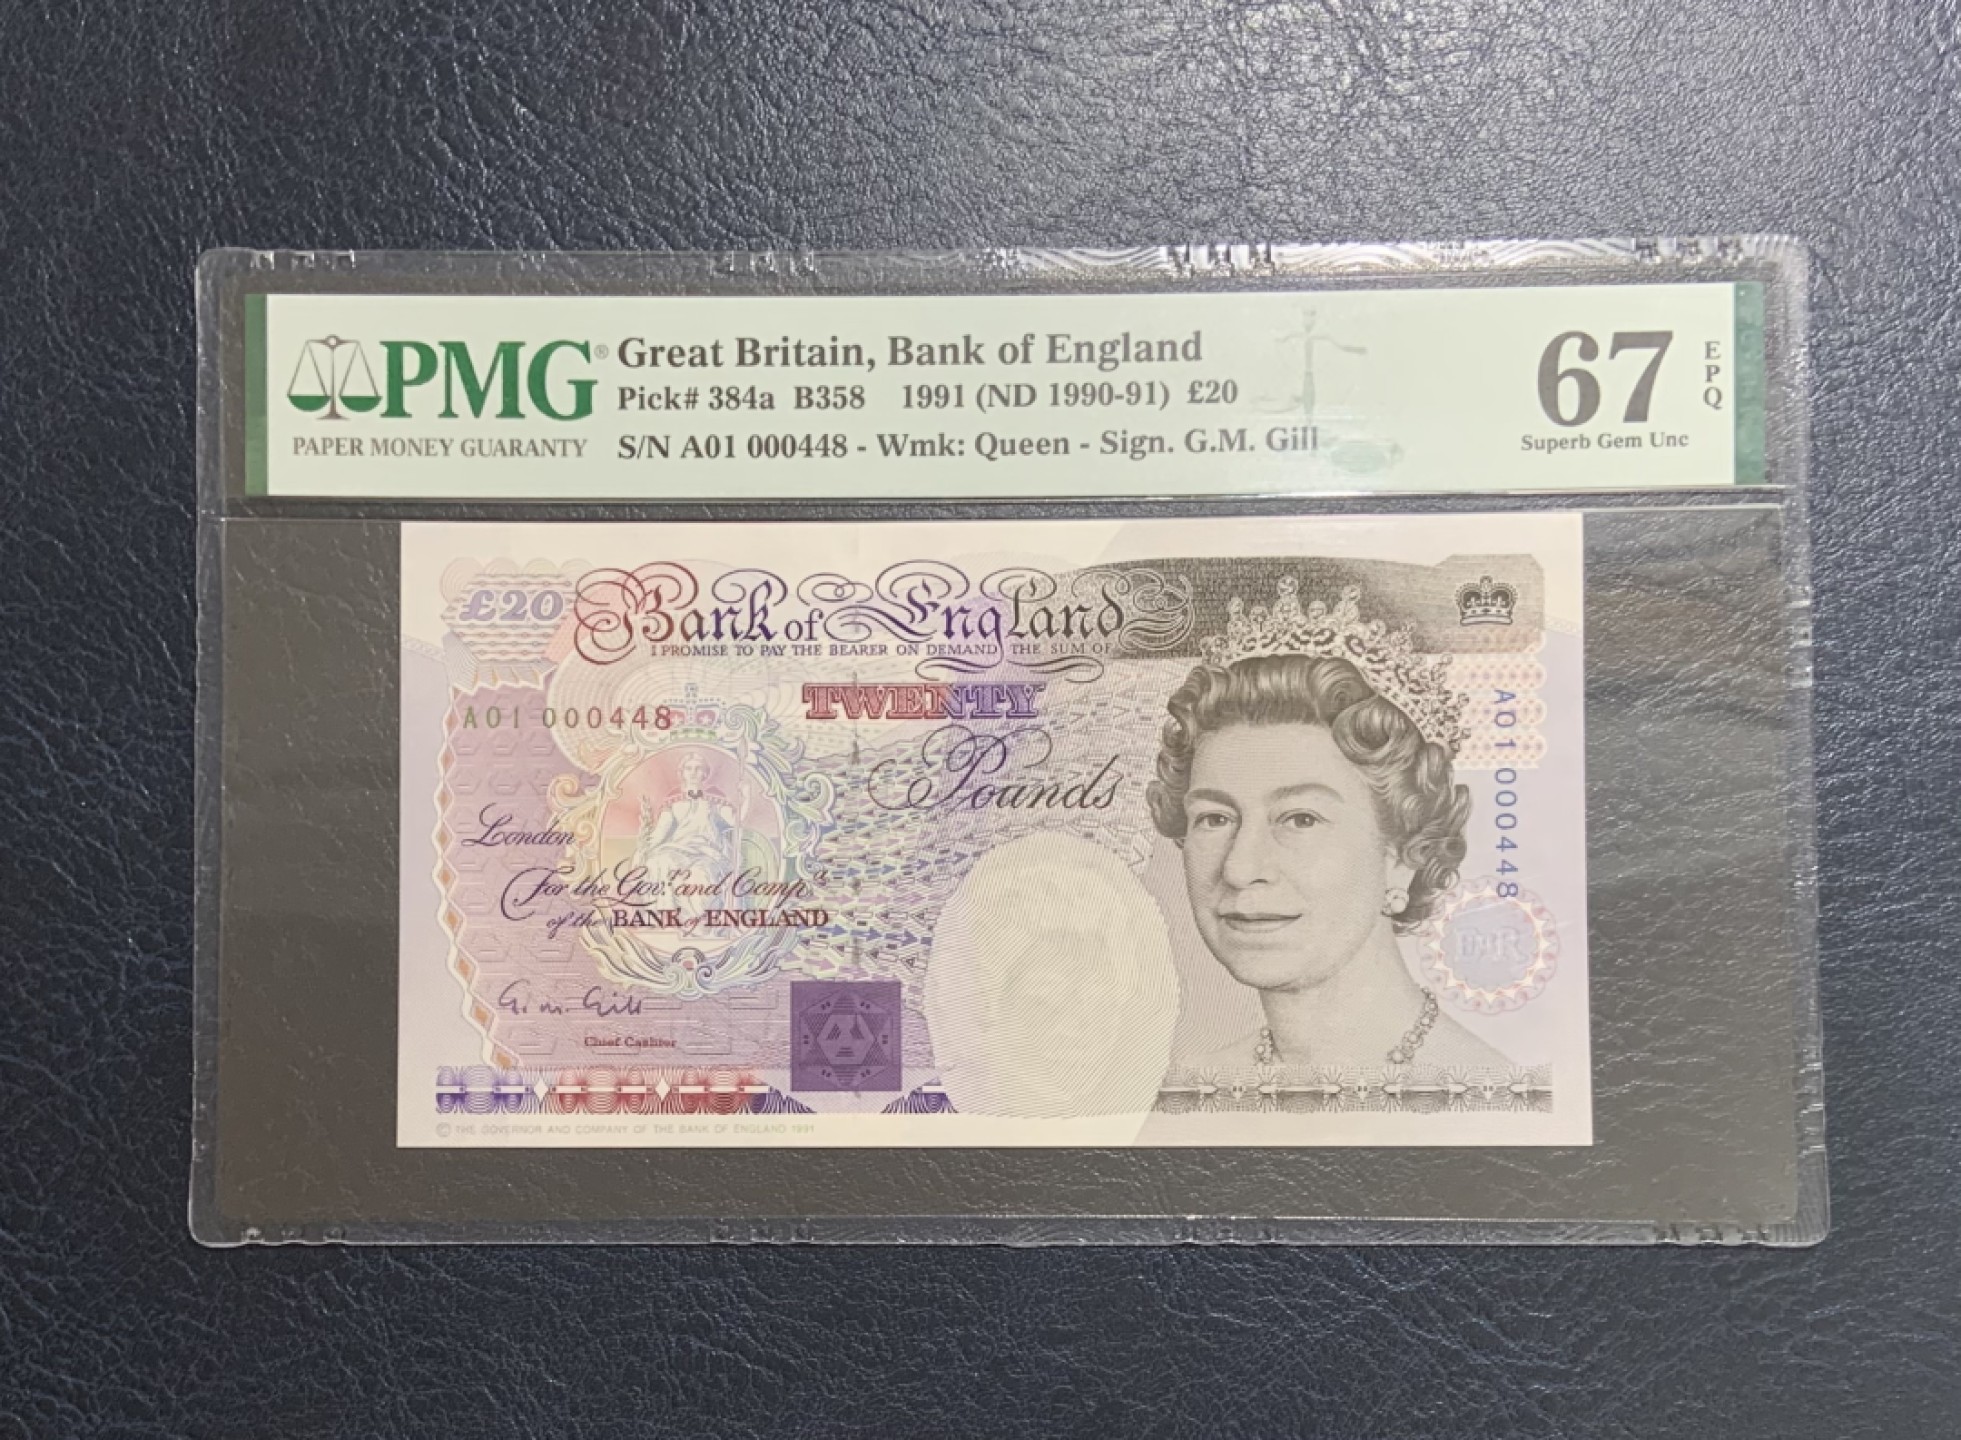 PMG®
PAPER MONEY GUARANTY
Great Britain, Bank of England
Pick# 384a B358 1991 (ND 1990-91) £20
S/N A01 000448 - Wmk: Queen - Sign. G.M. Gill
67
EPQ
Superb Gem Unc
£20
Bank of England
I PROMISE TO PAY THE BEARER ON DEMAND THE SUM OF
TWENTY
Pounds
A01 000448
A01 000448
London
For the Govr. and Compa.
of the BANK of ENGLAND
G. M. Gill
Chief Cashier
© THE GOVERNOR AND COMPANY OF THE BANK OF ENGLAND 1991